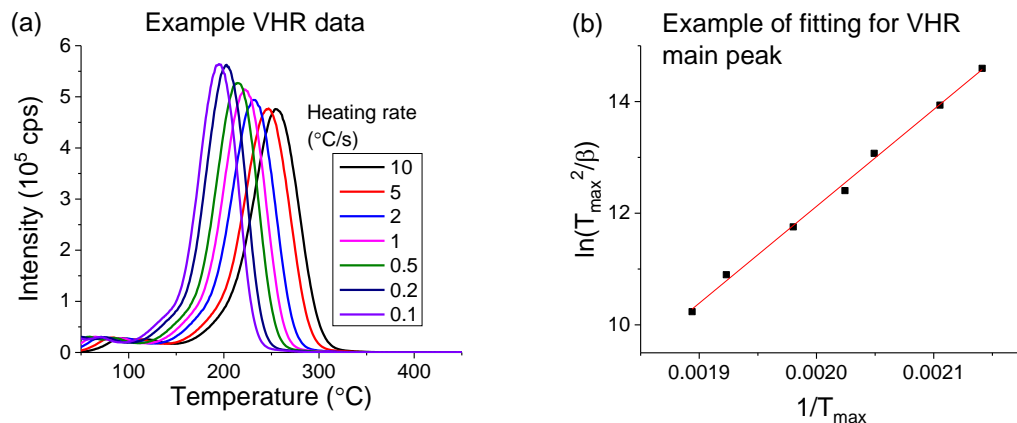 (a)
Example VHR data
Intensity (10⁵ cps)
6
5
4
3
2
1
0
Heating rate
(°C/s)
10
5
2
1
0.5
0.2
0.1
100
200
300
400
Temperature (°C)
(b)
Example of fitting for VHR
main peak
ln(Tmax²/β)
14
12
10
0.0019
0.0020
0.0021
1/Tmax